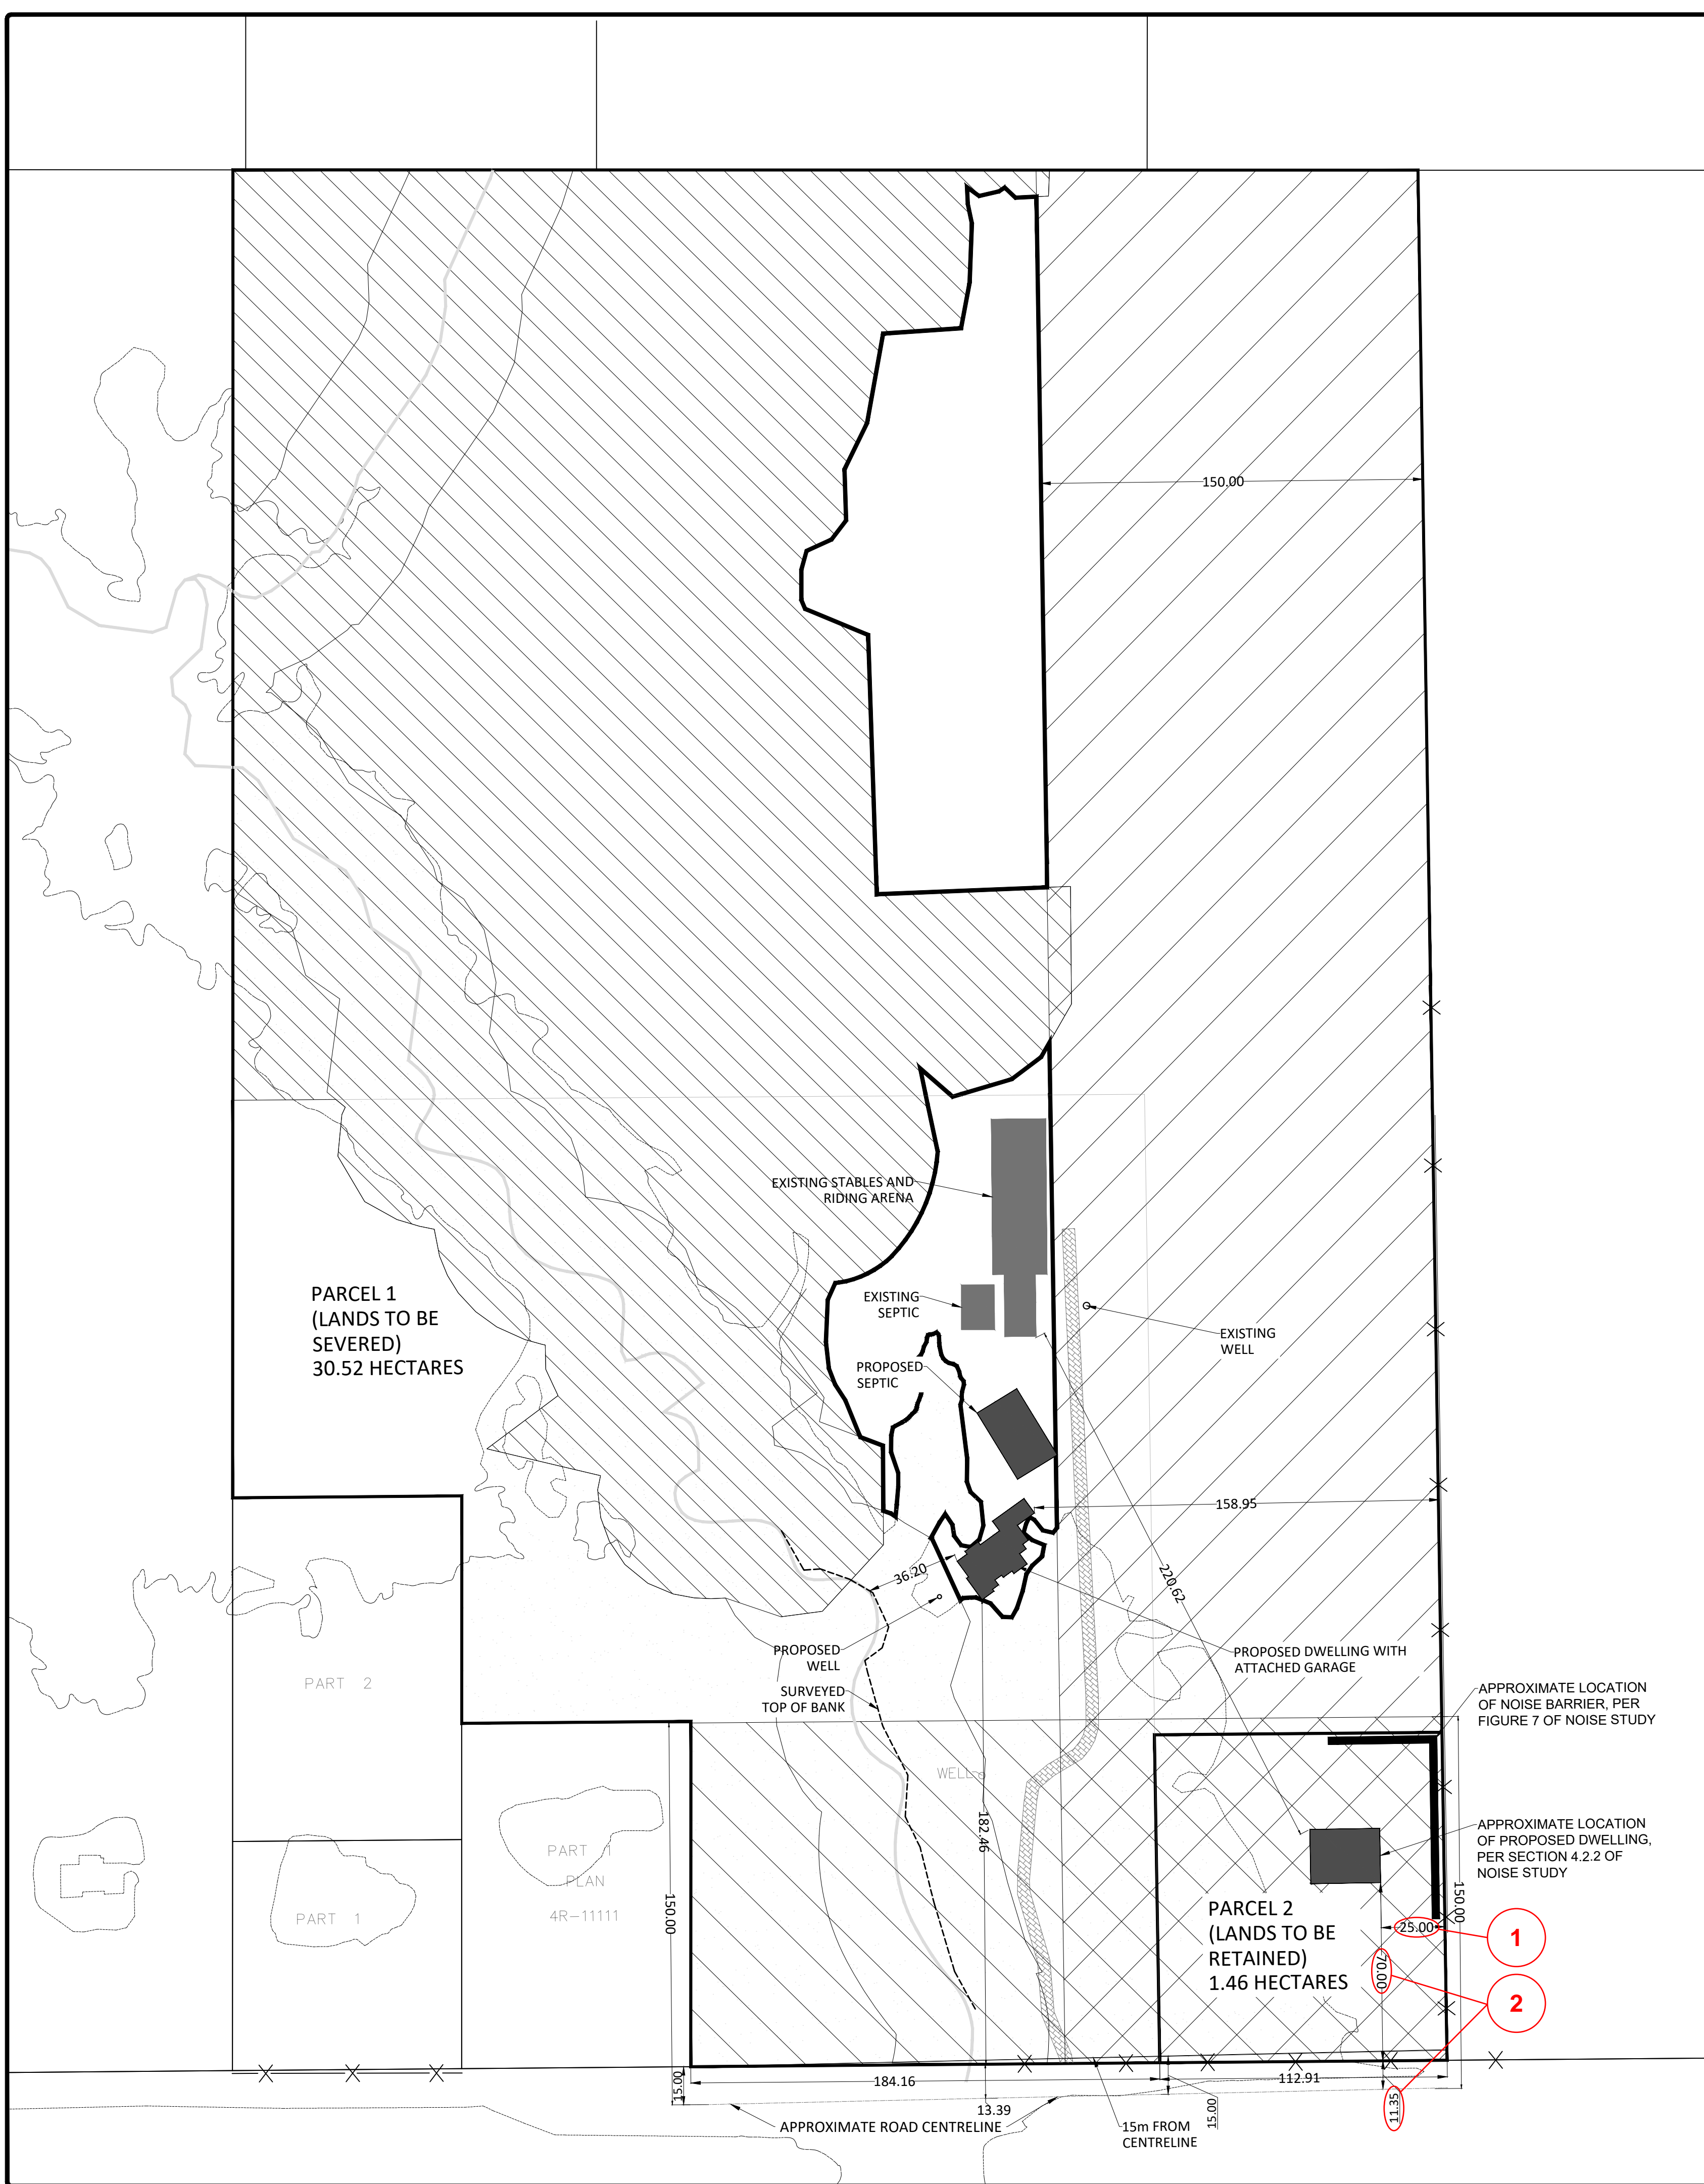 150.00
EXISTING STABLES AND
RIDING ARENA
EXISTING
SEPTIC
EXISTING
WELL
PARCEL 1
(LANDS TO BE
SEVERED)
30.52 HECTARES
PROPOSED
SEPTIC
158.95
36.20
220.62
PROPOSED
WELL
PROPOSED DWELLING WITH
ATTACHED GARAGE
SURVEYED
TOP OF BANK
PART 2
APPROXIMATE LOCATION
OF NOISE BARRIER, PER
FIGURE 7 OF NOISE STUDY
WELL
182.46
APPROXIMATE LOCATION
OF PROPOSED DWELLING,
PER SECTION 4.2.2 OF
NOISE STUDY
PART 1
PLAN
4R-11111
PART 1
150.00
150.00
PARCEL 2
(LANDS TO BE
RETAINED)
1.46 HECTARES
25.00
1
70.00
2
15.00
184.16
112.91
13.39
15.00
11.35
APPROXIMATE ROAD CENTRELINE
15m FROM
CENTRELINE